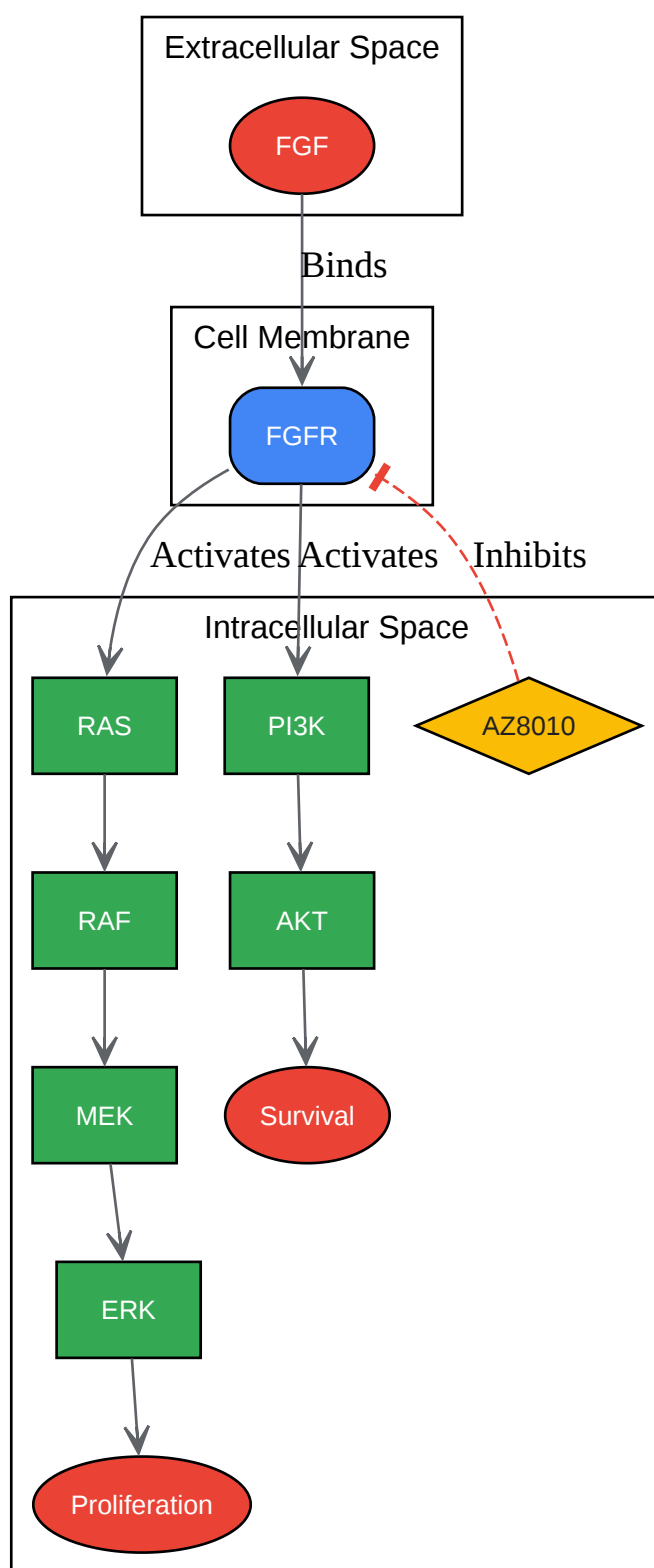 Extracellular Space
FGF
Binds
Cell Membrane
FGFR
Activates
Activates
Inhibits
Intracellular Space
RAS
PI3K
AZ8010
RAF
AKT
MEK
Survival
ERK
Proliferation